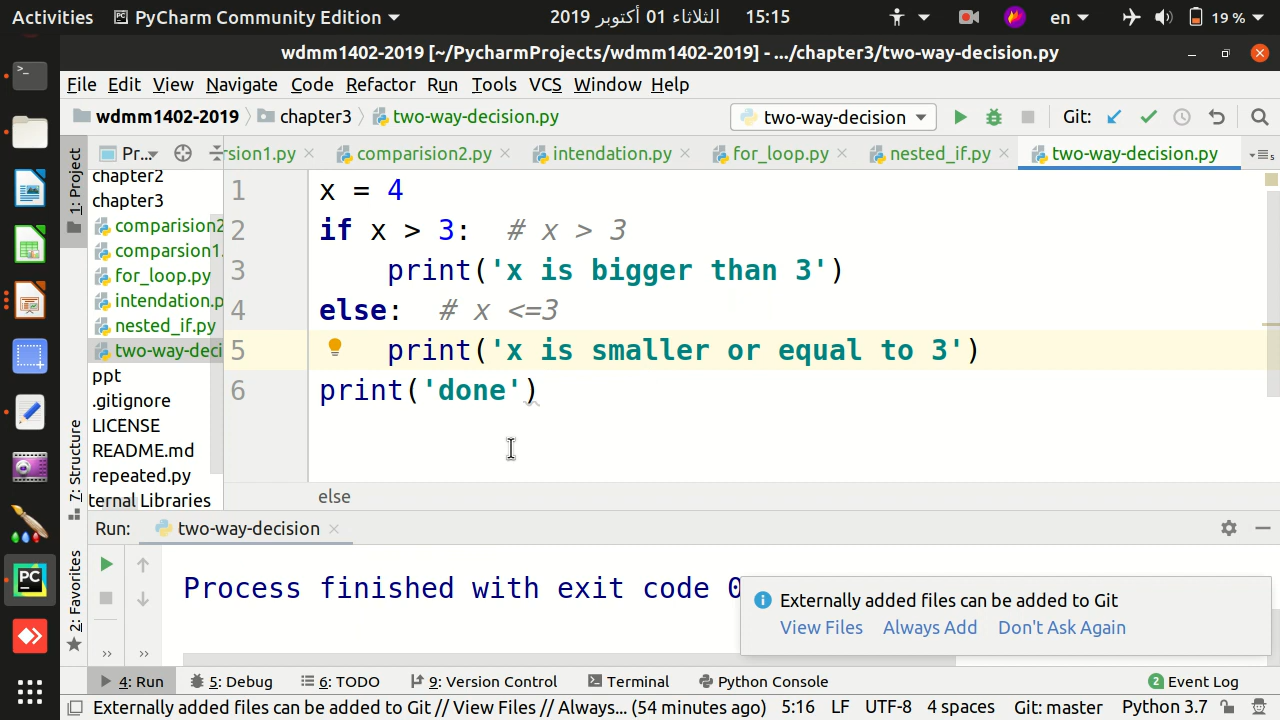 Activities PyCharm Community Edition 2019 الثلاثاء 01 أكتوبر 15:15 en 19 %
wdmm1402-2019 [~/PycharmProjects/wdmm1402-2019] - .../chapter3/two-way-decision.py
File Edit View Navigate Code Refactor Run Tools VCS Window Help
wdmm1402-2019 chapter3 two-way-decision.py two-way-decision Git:
1: Project
Pr... rsion1.py comparision2.py intendation.py for_loop.py nested_if.py two-way-decision.py
chapter2
chapter3
comparision2
comparsion1.
for_loop.py
intendation.p
nested_if.py
two-way-deci
ppt
.gitignore
LICENSE
README.md
repeated.py
ternal Libraries
1 x = 4
2 if x > 3: # x > 3
3 print('x is bigger than 3')
4 else: # x <=3
5 print('x is smaller or equal to 3')
6 print('done')
else
7: Structure
2: Favorites
Run: two-way-decision
Process finished with exit code 0
Externally added files can be added to Git
View Files Always Add Don't Ask Again
4: Run 5: Debug 6: TODO 9: Version Control Terminal Python Console 2 Event Log
Externally added files can be added to Git // View Files // Always... (54 minutes ago) 5:16 LF UTF-8 4 spaces Git: master Python 3.7